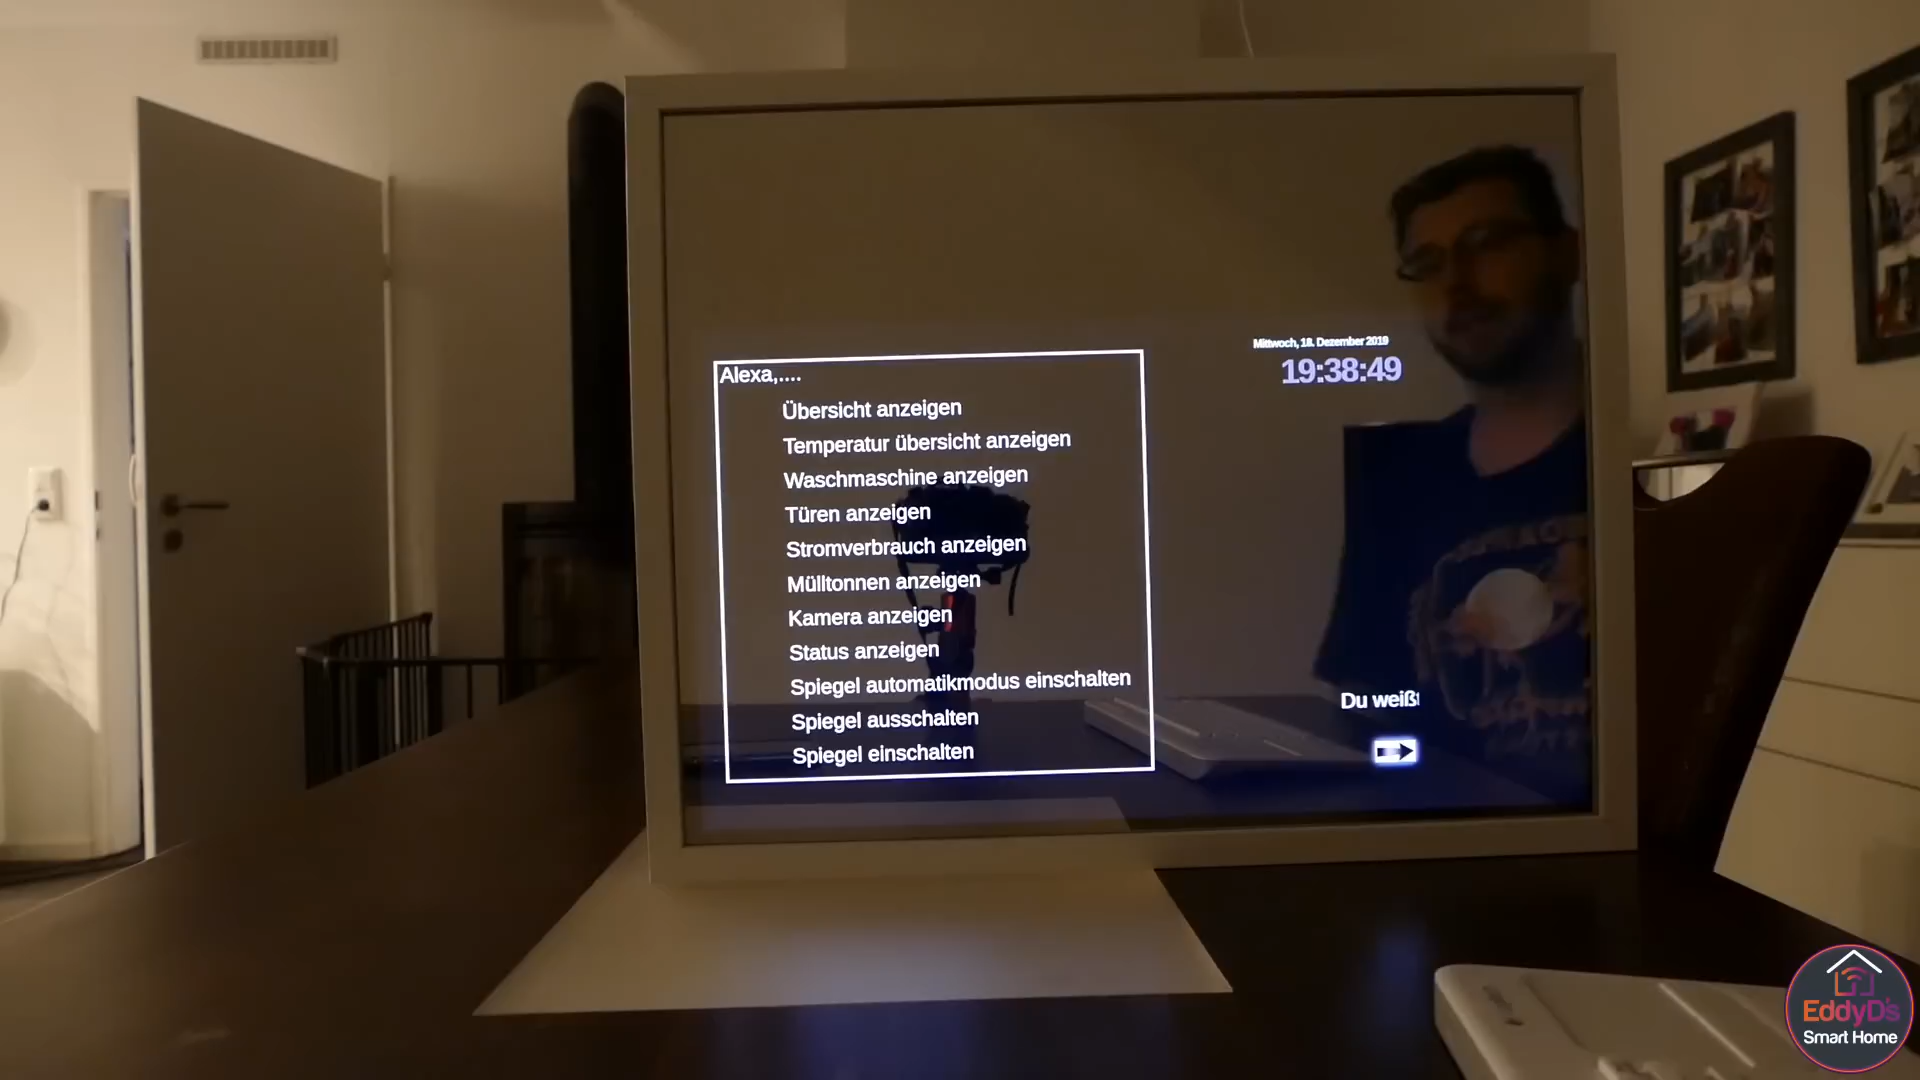 Mittwoch, 18. Dezember 2019
19:38:49
Alexa,....
Übersicht anzeigen
Temperatur übersicht anzeigen
Waschmaschine anzeigen
Türen anzeigen
Stromverbrauch anzeigen
Mülltonnen anzeigen
Kamera anzeigen
Status anzeigen
Spiegel automatikmodus einschalten
Spiegel ausschalten
Spiegel einschalten
Du weißt
EddyD's
Smart Home